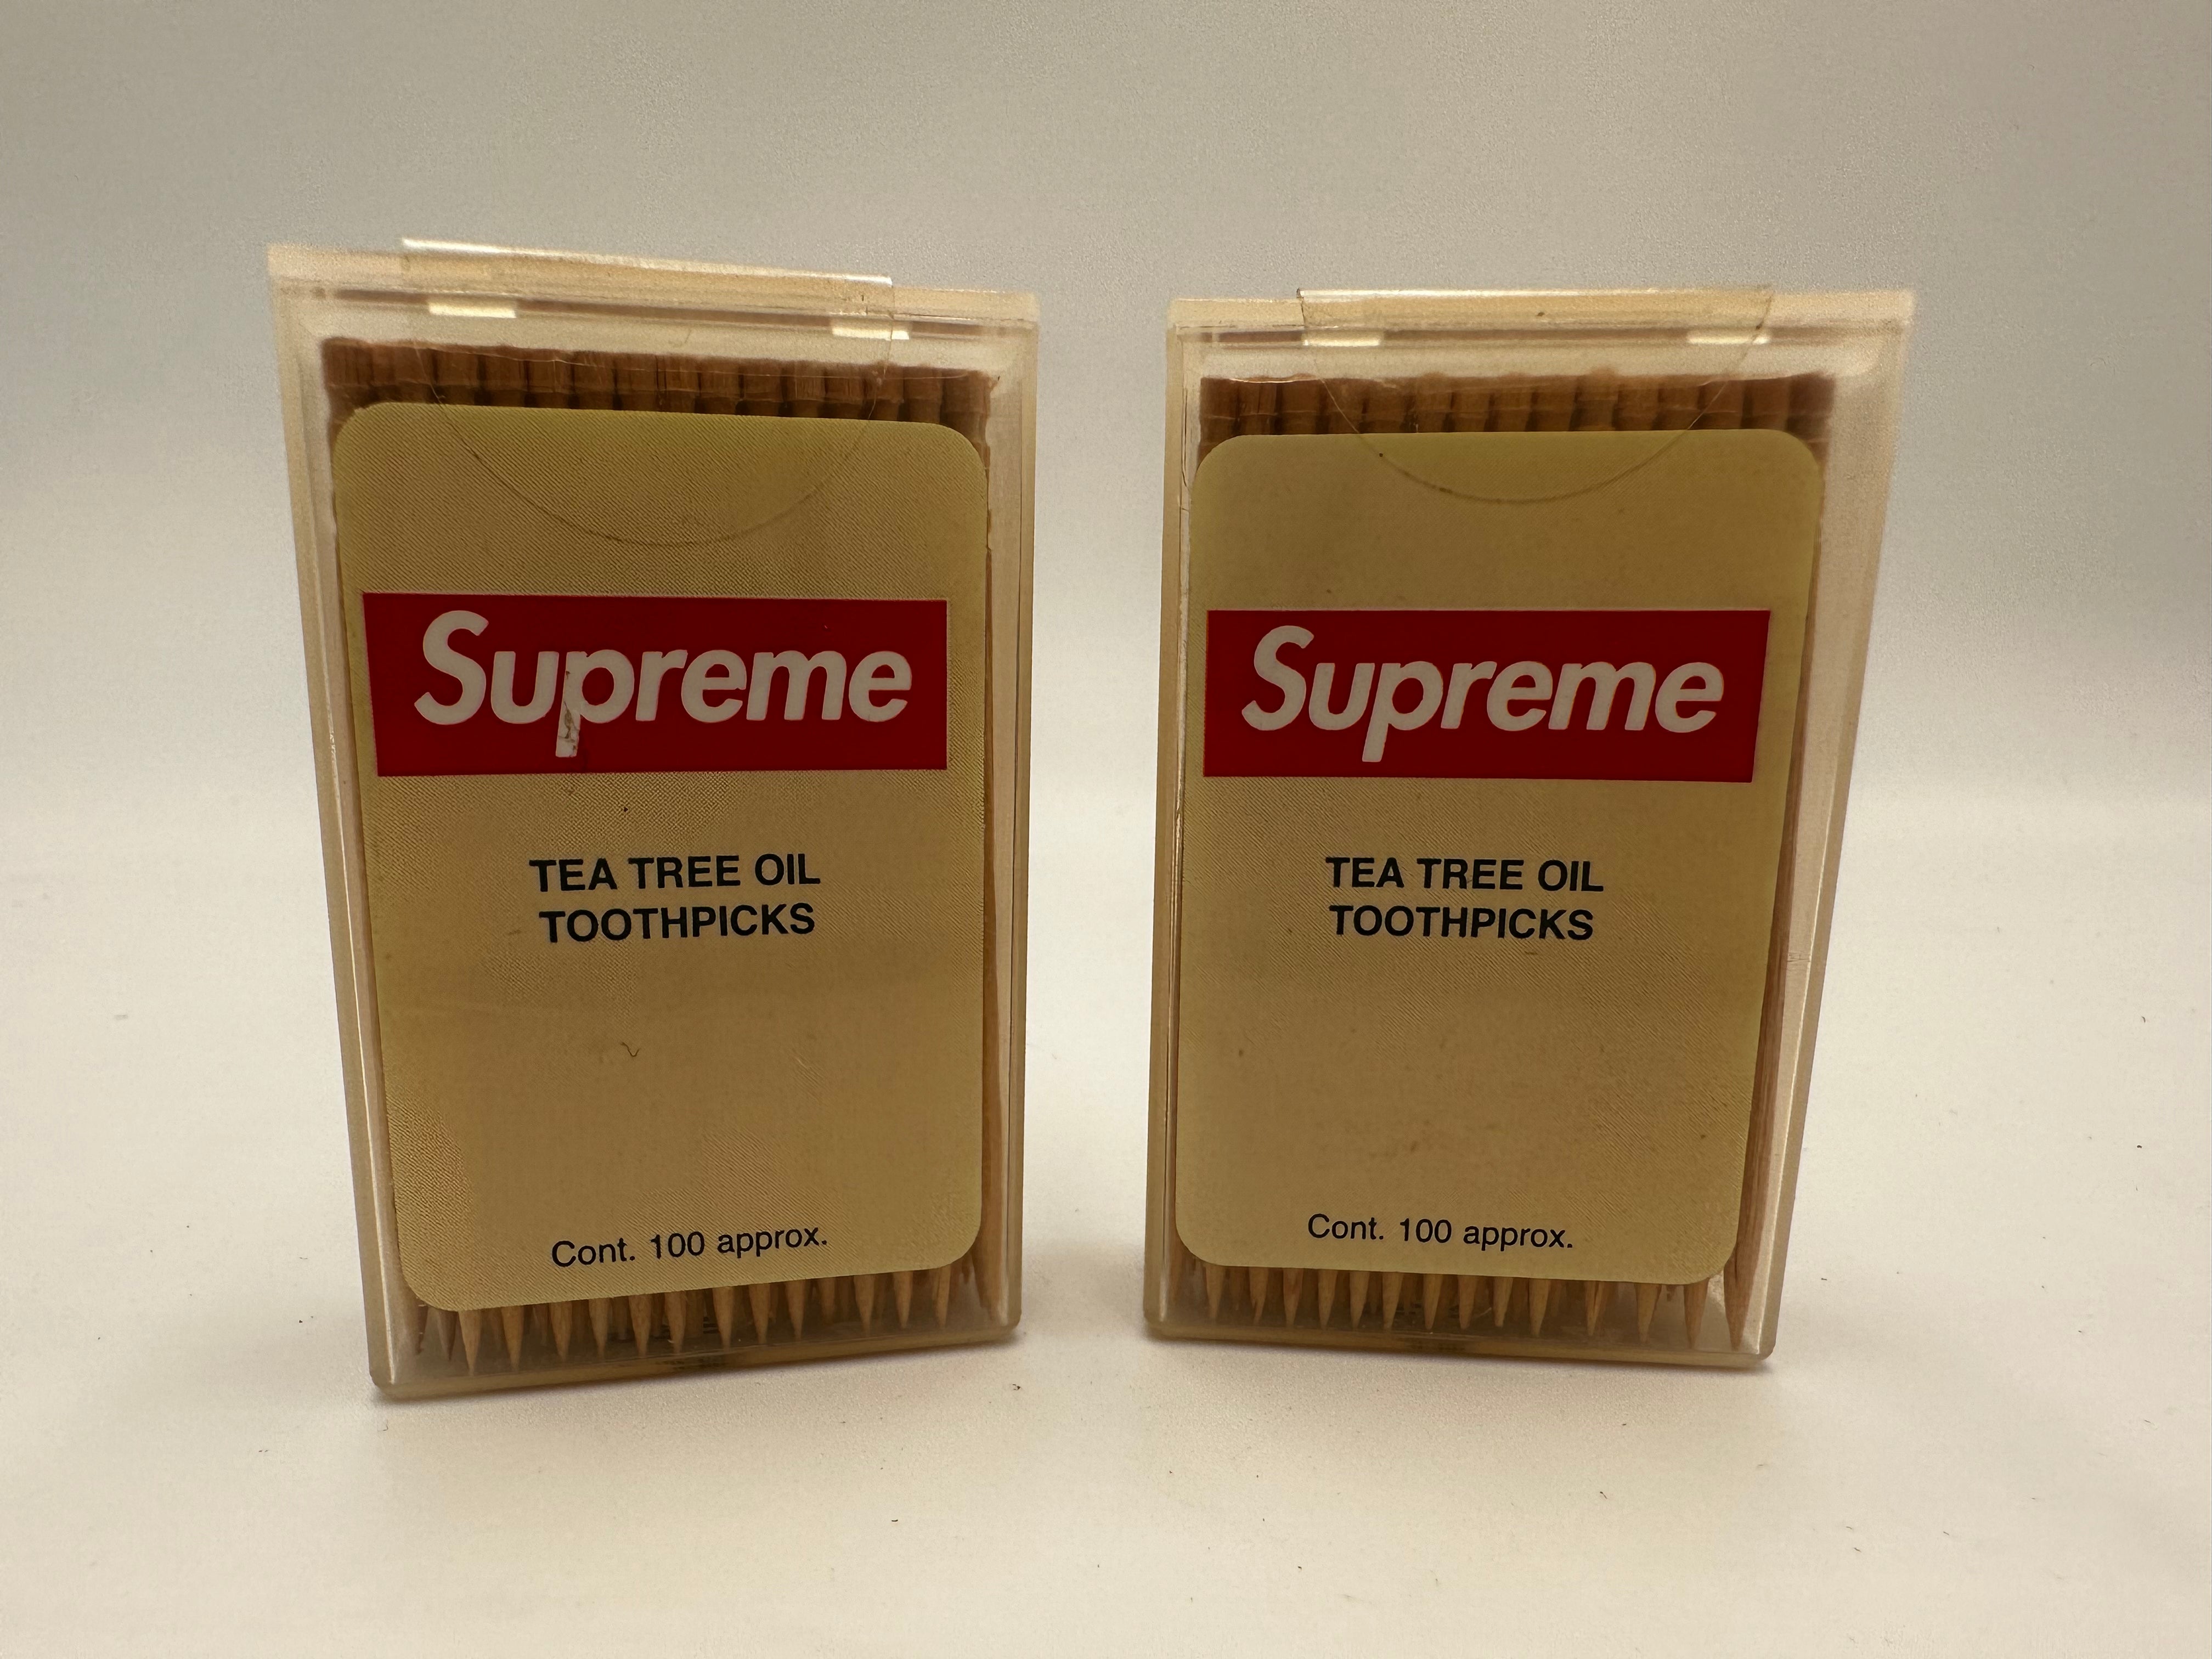 Supreme
TEA TREE OIL
TOOTHPICKS
Cont. 100 approx.
Supreme
TEA TREE OIL
TOOTHPICKS
Cont. 100 approx.